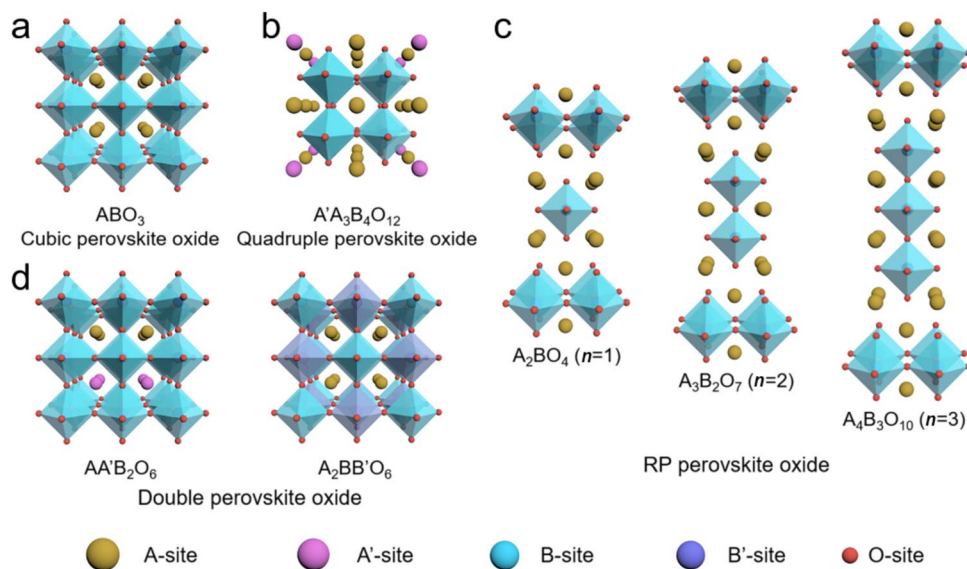 a
ABO₃
Cubic perovskite oxide
b
A'A₃B₄O₁₂
Quadruple perovskite oxide
c
A₂BO₄ (n=1)
A₃B₂O₇ (n=2)
A₄B₃O₁₀ (n=3)
RP perovskite oxide
d
AA'B₂O₆
A₂BB'O₆
Double perovskite oxide
A-site
A'-site
B-site
B'-site
O-site